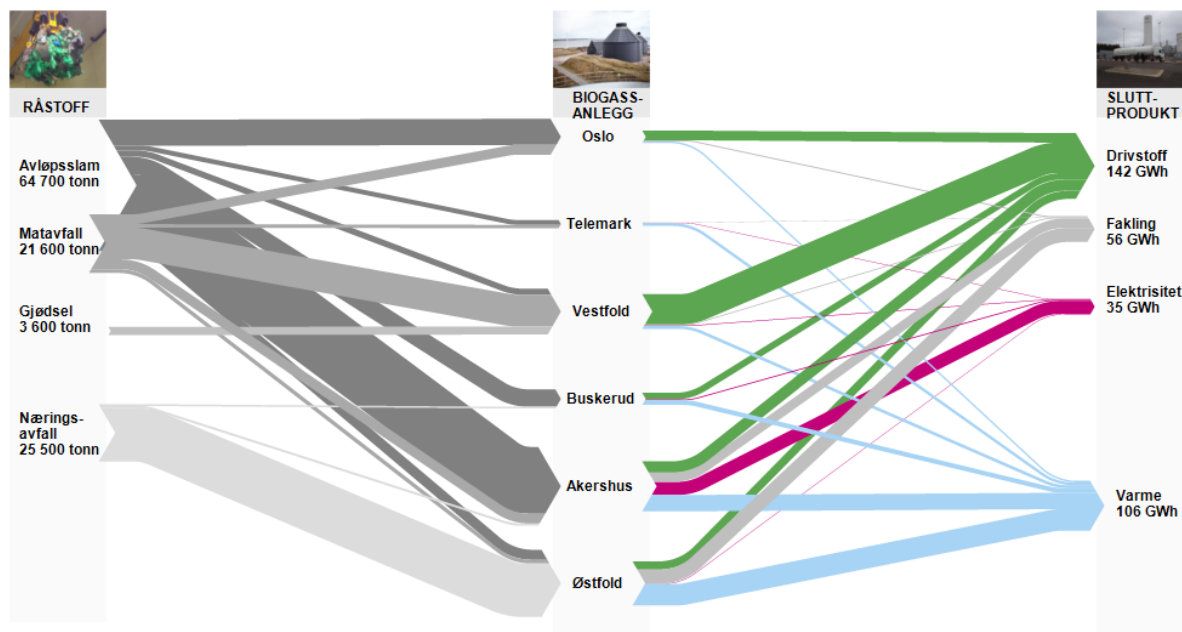 RÅSTOFF
Avløpsslam
64 700 tonn
Matavfall
21 600 tonn
Gjødsel
3 600 tonn
Nærings-
avfall
25 500 tonn
BIOGASS-
ANLEGG
Oslo
Telemark
Vestfold
Buskerud
Akershus
Østfold
SLUTT-
PRODUKT
Drivstoff
142 GWh
Fakling
56 GWh
Elektrisitet
35 GWh
Varme
106 GWh